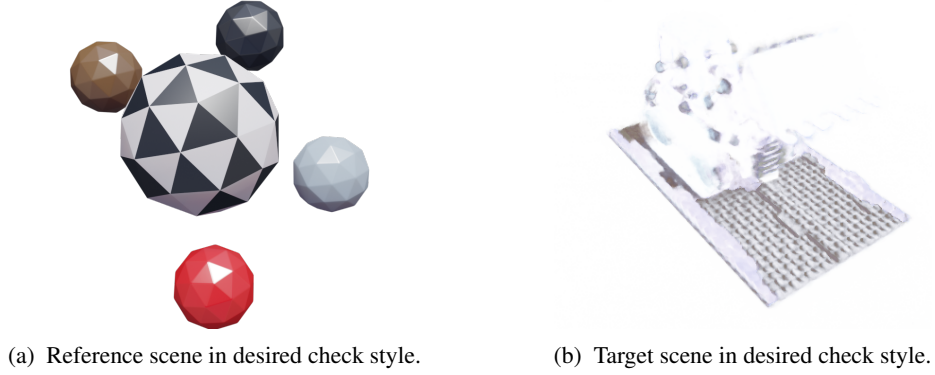 (a) Reference scene in desired check style.
(b) Target scene in desired check style.